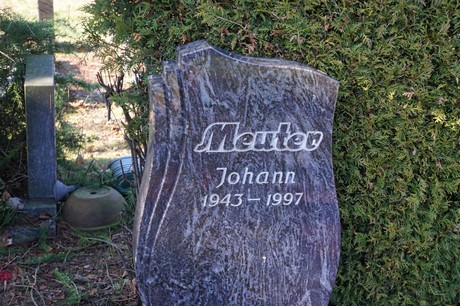 Meuter
Johann
1943 – 1997